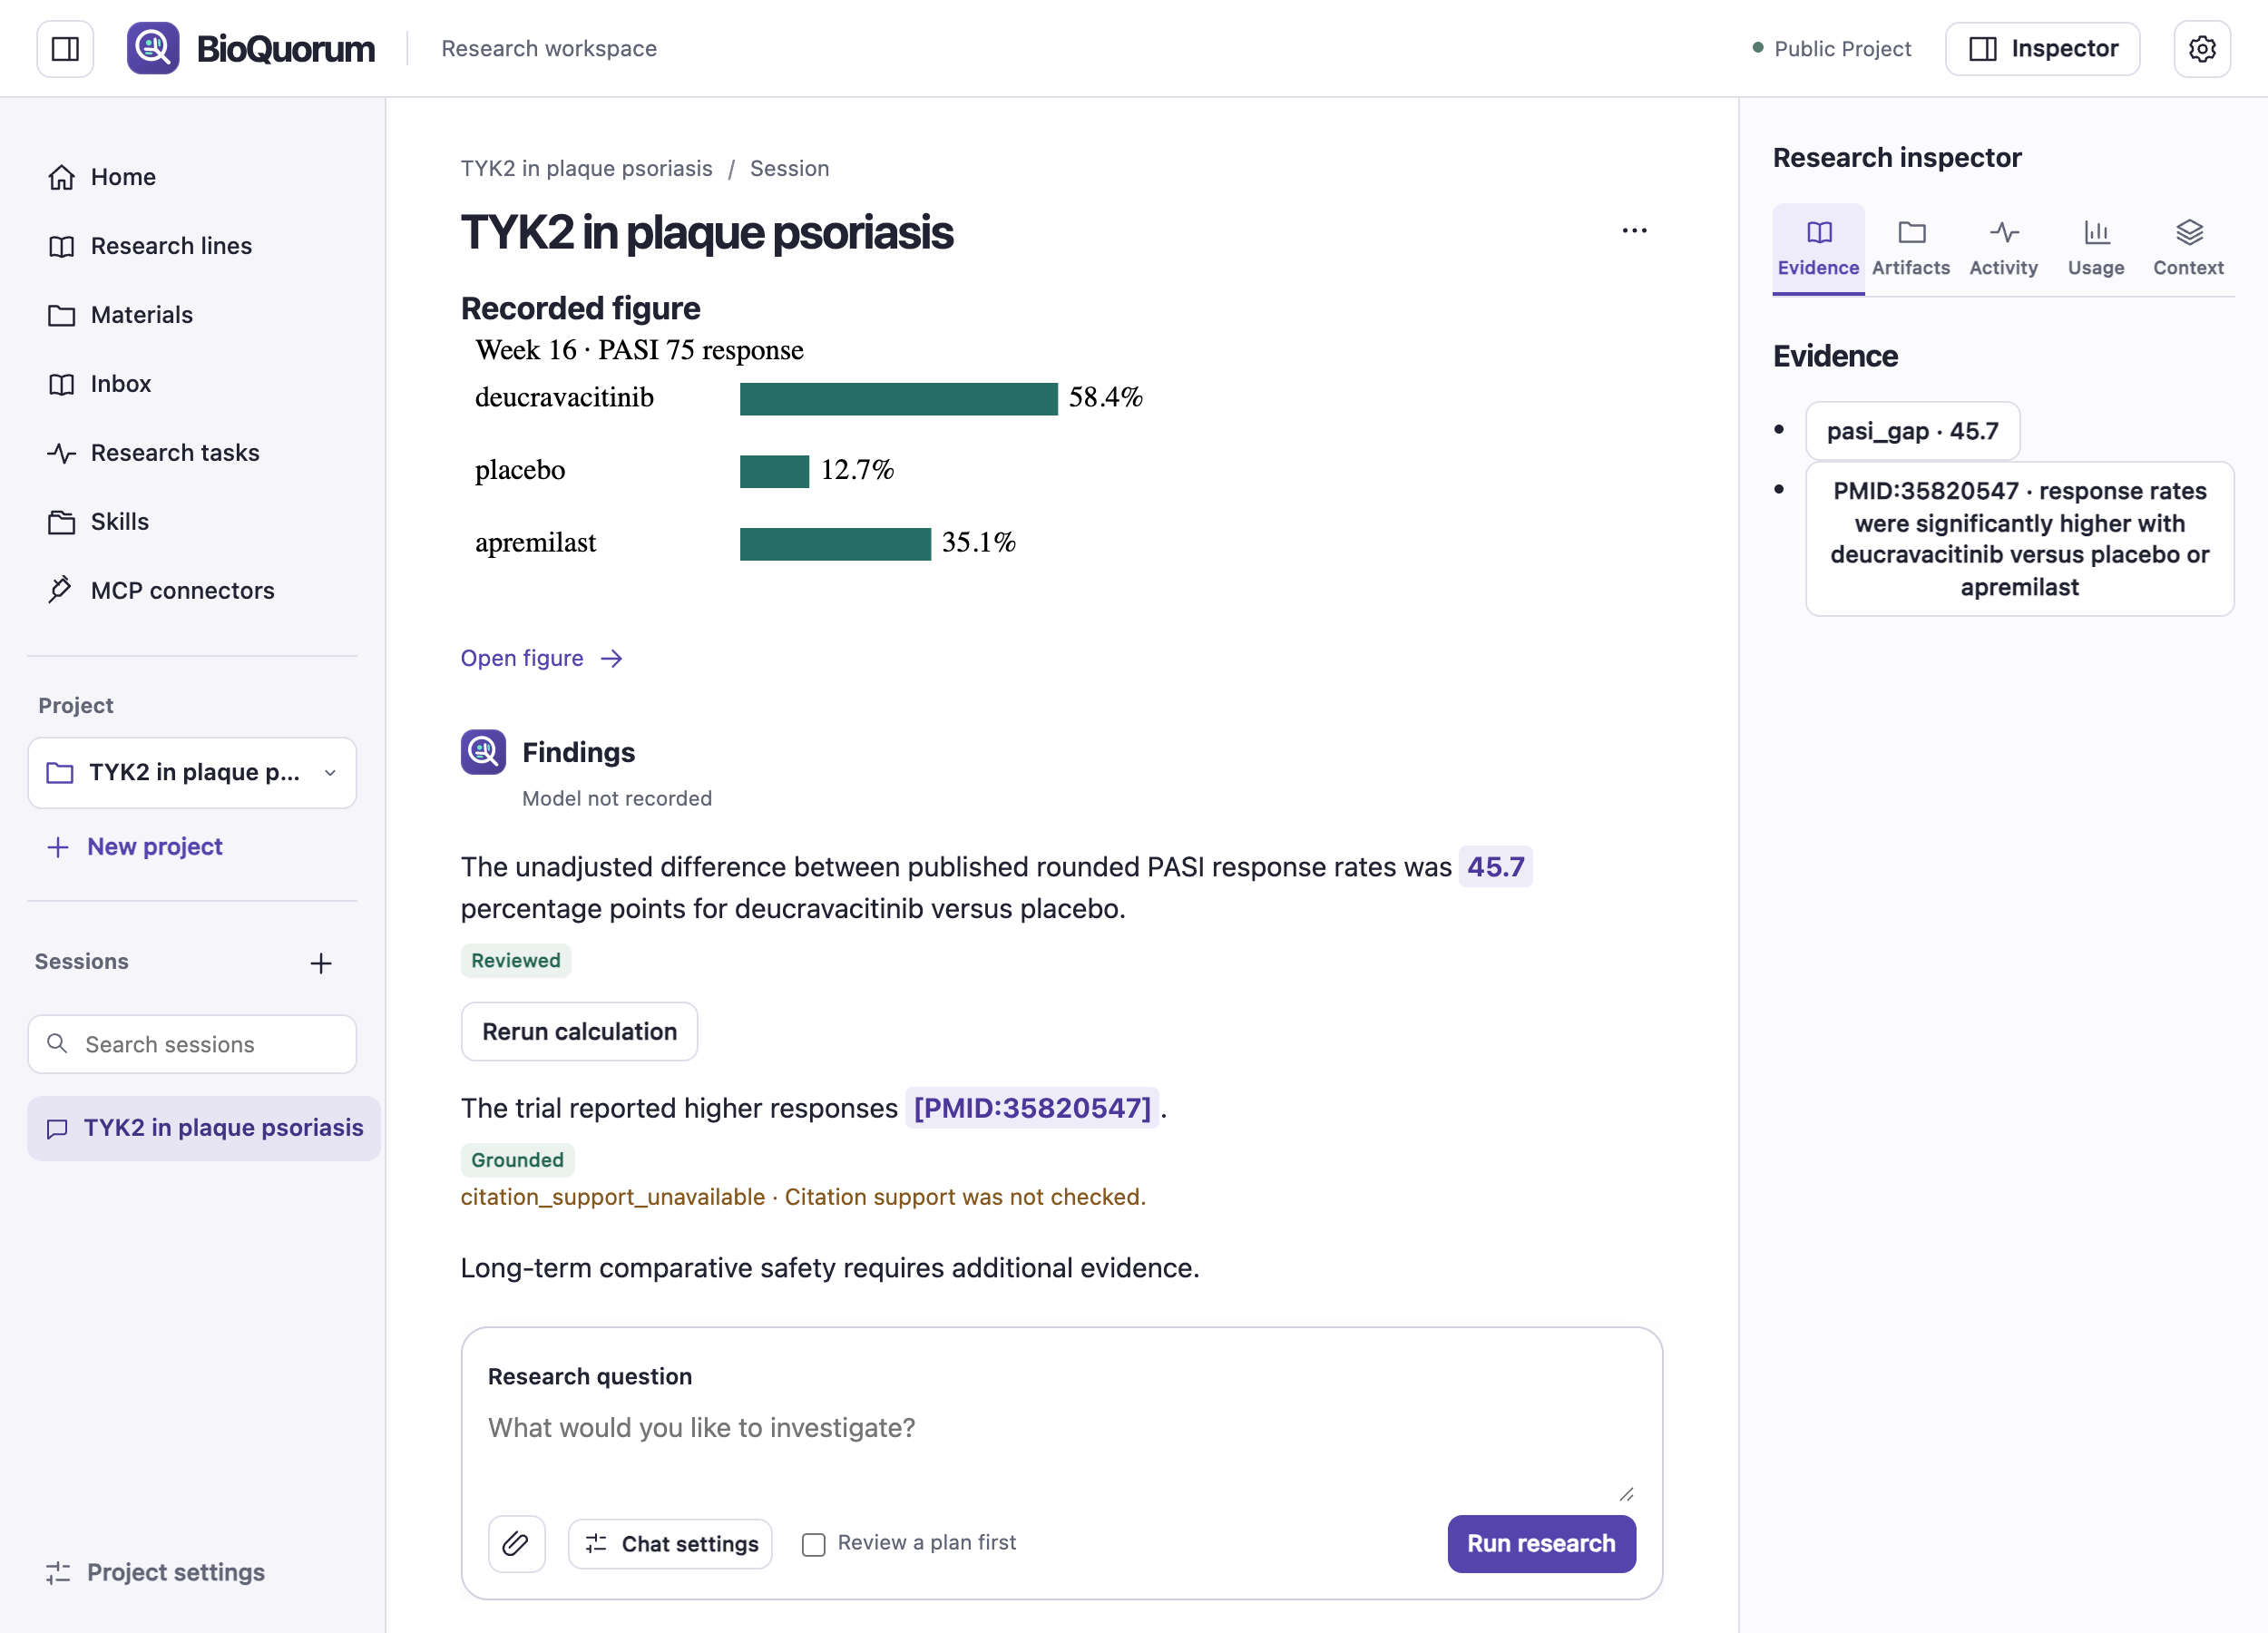 BioQuorum
Research workspace
Public Project
Inspector
Home
Research lines
Materials
Inbox
Research tasks
Skills
MCP connectors
Project
TYK2 in plaque p...
New project
Sessions
Search sessions
TYK2 in plaque psoriasis
Project settings
TYK2 in plaque psoriasis / Session
TYK2 in plaque psoriasis
Recorded figure
Week 16 · PASI 75 response
deucravacitinib 58.4%
placebo 12.7%
apremilast 35.1%
Open figure
Findings
Model not recorded
The unadjusted difference between published rounded PASI response rates was 45.7
percentage points for deucravacitinib versus placebo.
Reviewed
Rerun calculation
The trial reported higher responses [PMID:35820547] .
Grounded
citation_support_unavailable · Citation support was not checked.
Long-term comparative safety requires additional evidence.
Research question
What would you like to investigate?
Chat settings
Review a plan first
Run research
Research inspector
Evidence
Artifacts
Activity
Usage
Context
Evidence
pasi_gap · 45.7
PMID:35820547 · response rates
were significantly higher with
deucravacitinib versus placebo or
apremilast